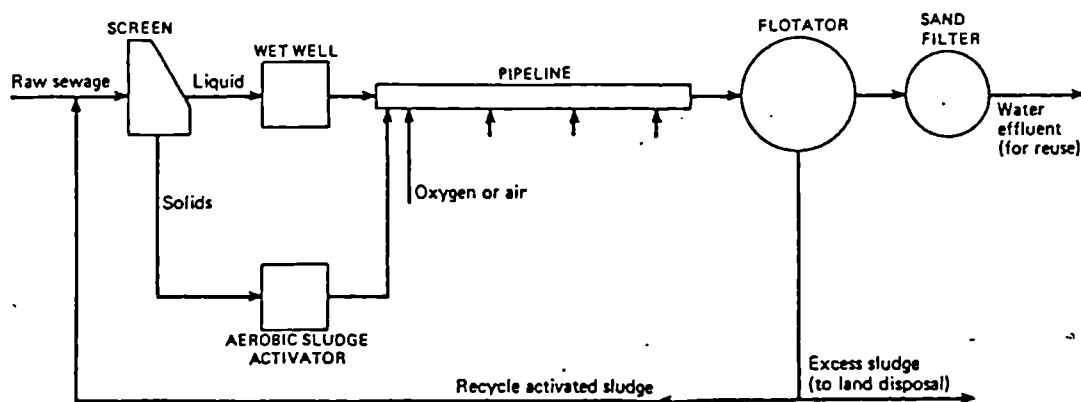 SCREEN
WET WELL
Raw sewage
Liquid
PIPELINE
FLOTATOR
SAND
FILTER
Water
effluent
(for reuse)
Oxygen or air
Solids
AEROBIC SLUDGE
ACTIVATOR
Recycle activated sludge
Excess sludge
(to land disposal)